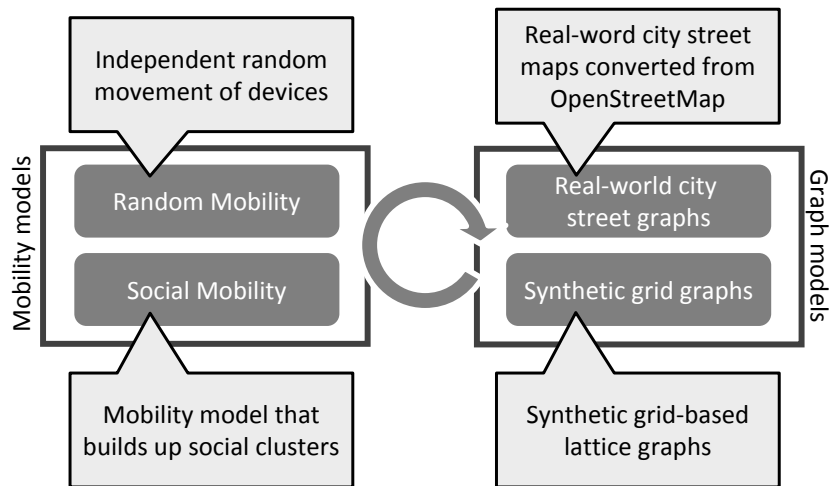 Independent random
movement of devices
Real-word city street
maps converted from
OpenStreetMap
Mobility models
Random Mobility
Social Mobility
Real-world city
street graphs
Synthetic grid graphs
Graph models
Mobility model that
builds up social clusters
Synthetic grid-based
lattice graphs